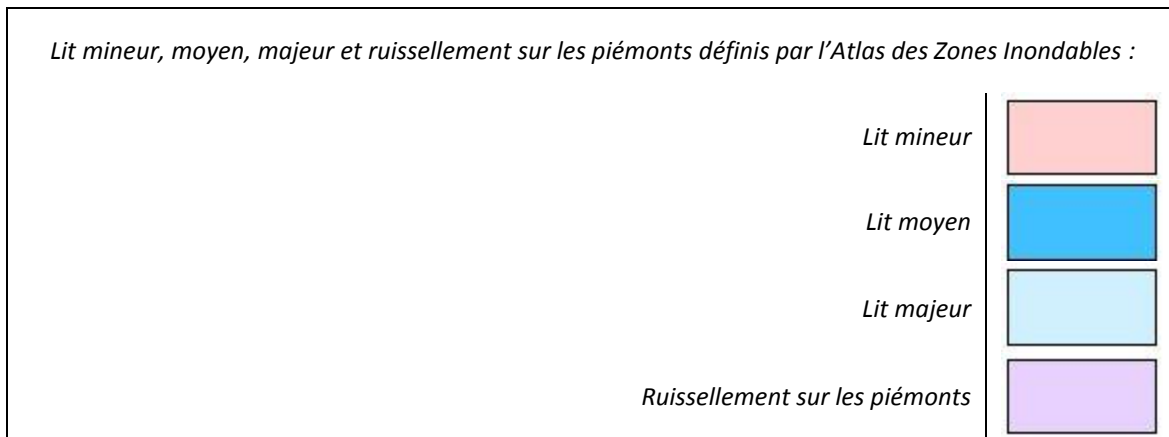 Lit mineur, moyen, majeur et ruissellement sur les piémonts définis par l’Atlas des Zones Inondables :
Lit mineur
Lit moyen
Lit majeur
Ruissellement sur les piémonts